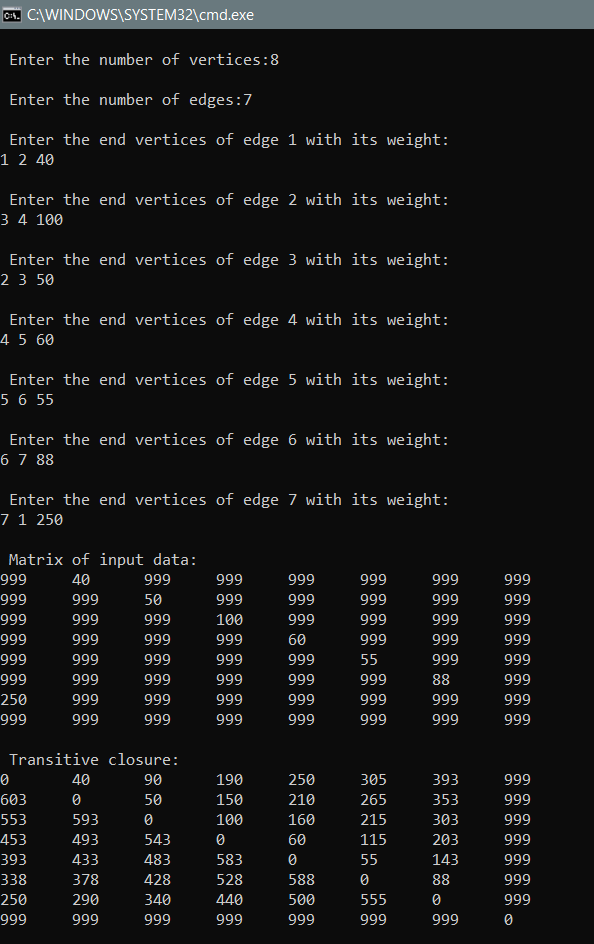 C:\WINDOWS\SYSTEM32\cmd.exe
Enter the number of vertices:8
Enter the number of edges:7
Enter the end vertices of edge 1 with its weight:
1 2 40
Enter the end vertices of edge 2 with its weight:
3 4 100
Enter the end vertices of edge 3 with its weight:
2 3 50
Enter the end vertices of edge 4 with its weight:
4 5 60
Enter the end vertices of edge 5 with its weight:
5 6 55
Enter the end vertices of edge 6 with its weight:
6 7 88
Enter the end vertices of edge 7 with its weight:
7 1 250
Matrix of input data:
999 40 999 999 999 999 999 999
999 999 50 999 999 999 999 999
999 999 999 100 999 999 999 999
999 999 999 999 60 999 999 999
999 999 999 999 999 55 999 999
999 999 999 999 999 999 88 999
250 999 999 999 999 999 999 999
999 999 999 999 999 999 999 999
Transitive closure:
0 40 90 190 250 305 393 999
603 0 50 150 210 265 353 999
553 593 0 100 160 215 303 999
453 493 543 0 60 115 203 999
393 433 483 583 0 55 143 999
338 378 428 528 588 0 88 999
250 290 340 440 500 555 0 999
999 999 999 999 999 999 999 0